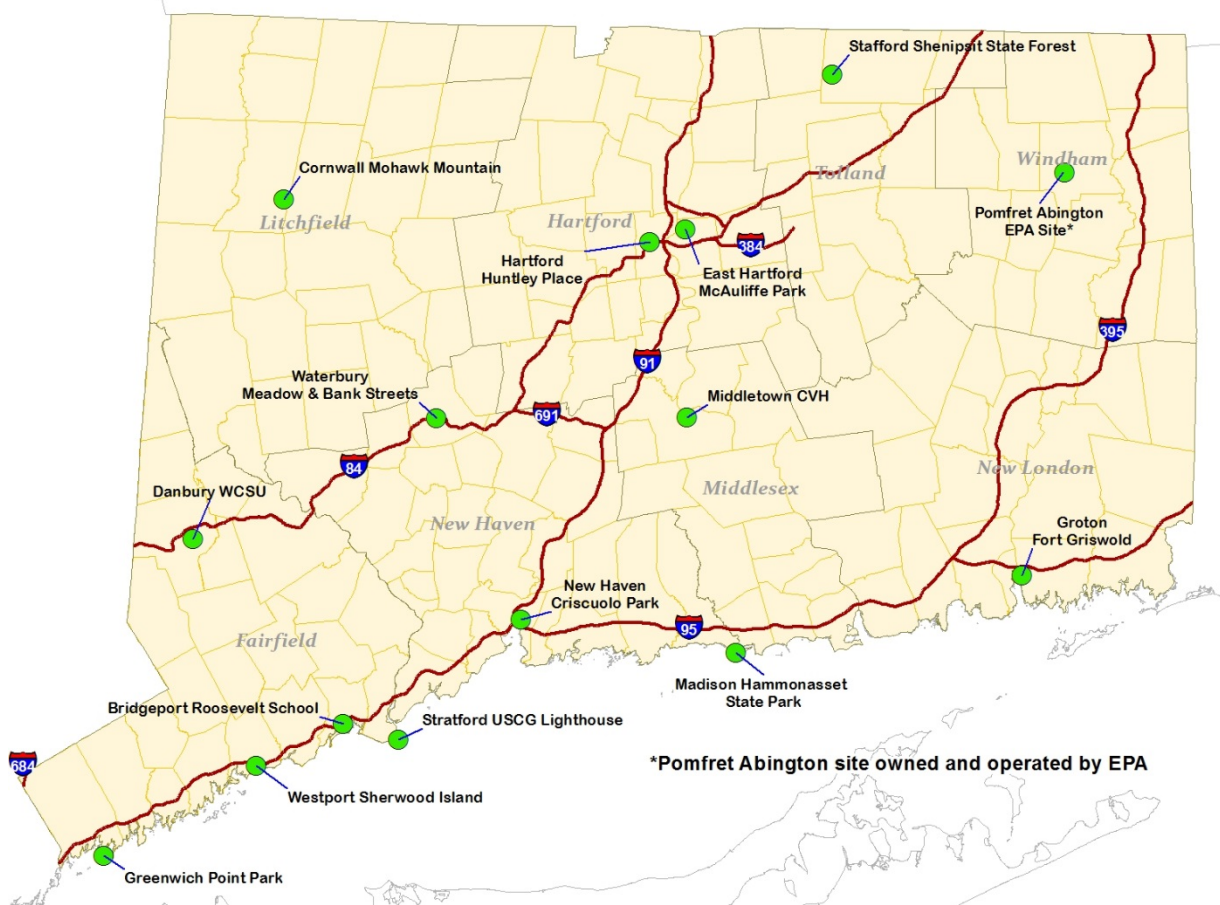 Stafford Shenipsit State Forest
Windham
Tolland
Cornwall Mohawk Mountain
Litchfield
Hartford
Pomfret Abington
EPA Site*
384
Hartford
Huntley Place
East Hartford
McAuliffe Park
395
91
Waterbury
Meadow & Bank Streets
Middletown CVH
691
84
New London
Danbury WCSU
Middlesex
New Haven
Groton
Fort Griswold
New Haven
Criscuolo Park
95
Fairfield
Madison Hammonasset
State Park
Bridgeport Roosevelt School
Stratford USCG Lighthouse
684
*Pomfret Abington site owned and operated by EPA
Westport Sherwood Island
Greenwich Point Park